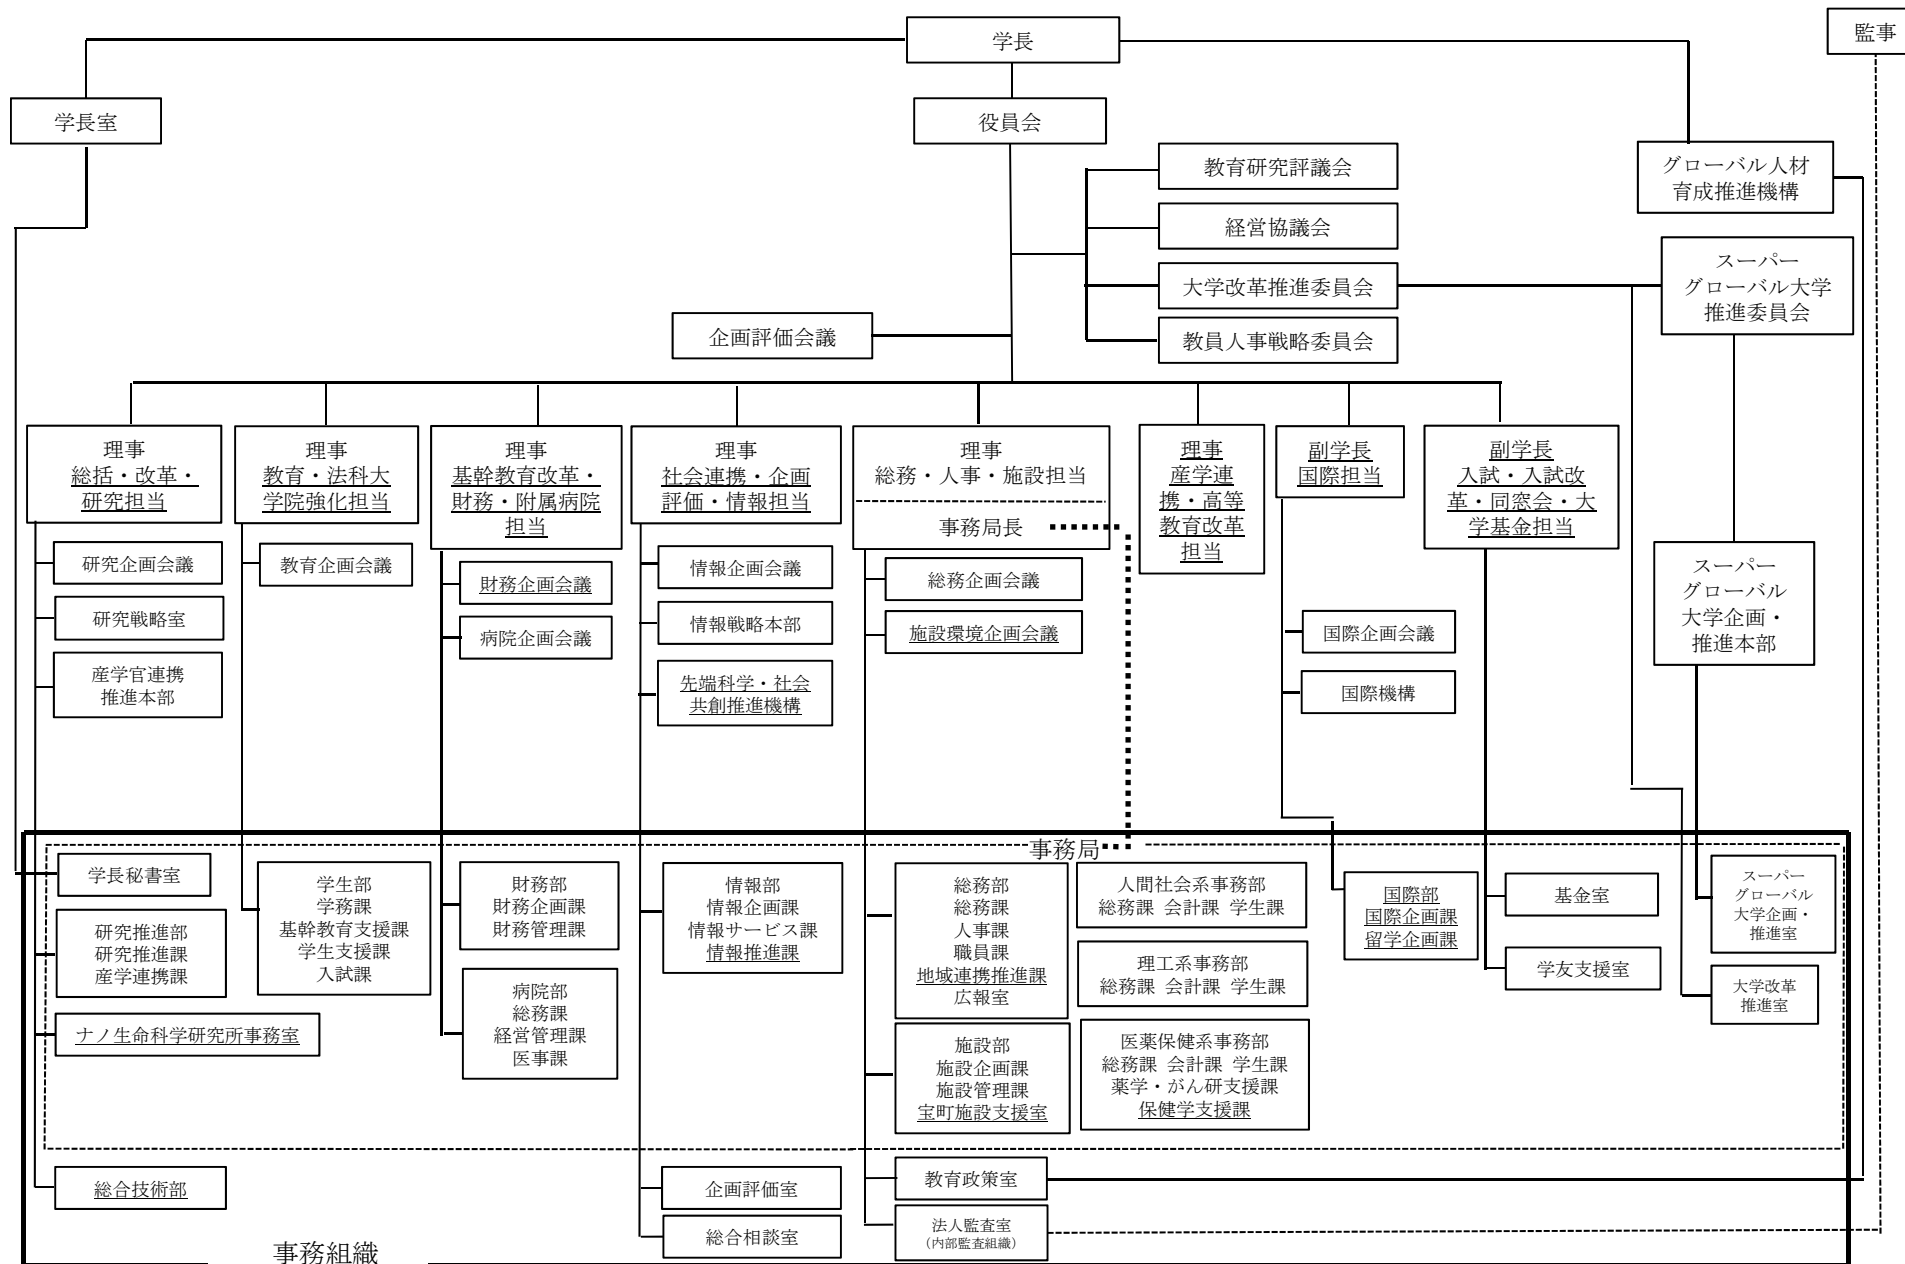 学長
監事
学長室
役員会
教育研究評議会
グローバル人材
育成推進機構
経営協議会
大学改革推進委員会
スーパー
グローバル大学
推進委員会
企画評価会議
教員人事戦略委員会
理事
総括・改革・
研究担当
理事
教育・法科大
学院強化担当
理事
基幹教育改革・
財務・附属病院
担当
理事
社会連携・企画
評価・情報担当
理事
総務・人事・施設担当
事務局長
理事
産学連
携・高等
教育改革
担当
副学長
国際担当
副学長
入試・入試改
革・同窓会・大
学基金担当
研究企画会議
研究戦略室
産学官連携
推進本部
教育企画会議
財務企画会議
病院企画会議
情報企画会議
情報戦略本部
先端科学・社会
共創推進機構
総務企画会議
施設環境企画会議
国際企画会議
国際機構
スーパー
グローバル
大学企画・
推進本部
事務局
学長秘書室
研究推進部
研究推進課
産学連携課
ナノ生命科学研究所事務室
学生部
学務課
基幹教育支援課
学生支援課
入試課
財務部
財務企画課
財務管理課
病院部
総務課
経営管理課
医事課
情報部
情報企画課
情報サービス課
情報推進課
総務部
総務課
人事課
職員課
地域連携推進課
広報室
施設部
施設企画課
施設管理課
宝町施設支援室
人間社会系事務部
総務課 会計課 学生課
理工系事務部
総務課 会計課 学生課
医薬保健系事務部
総務課 会計課 学生課
薬学・がん研支援課
保健学支援課
国際部
国際企画課
留学企画課
基金室
学友支援室
スーパー
グローバル
大学企画・
推進室
大学改革
推進室
総合技術部
企画評価室
総合相談室
教育政策室
法人監査室
（内部監査組織）
事務組織